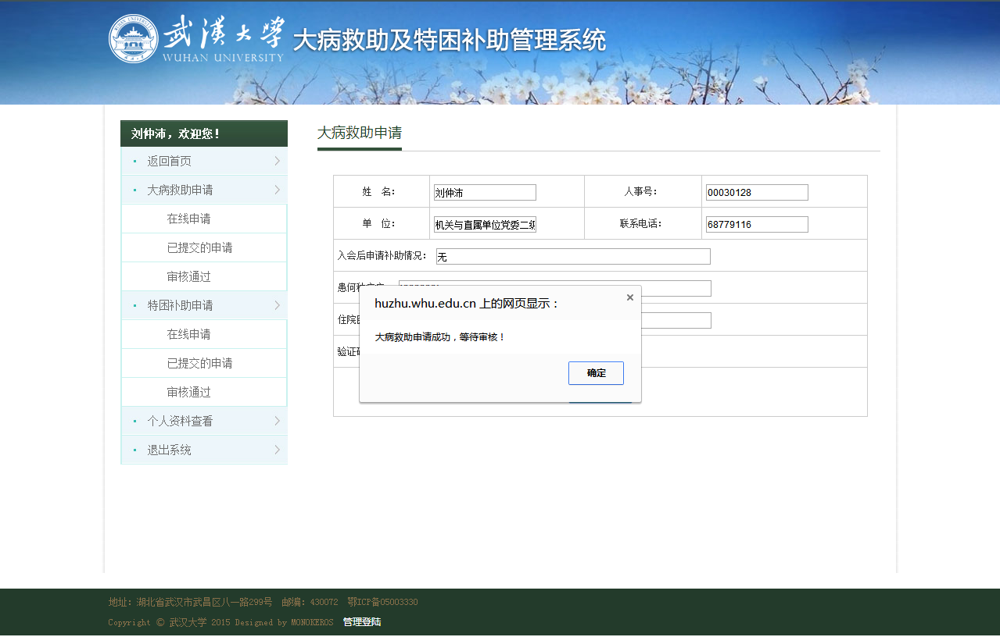 武漢大学
WUHAN UNIVERSITY
大病救助及特困补助管理系统
刘仲沛，欢迎您！
返回首页
大病救助申请
在线申请
已提交的申请
审核通过
特困补助申请
在线申请
已提交的申请
审核通过
个人资料查看
退出系统
大病救助申请
姓 名： 刘仲沛 人事号： 00030128
单 位： 机关与直属单位党委二级 联系电话： 68779116
入会后申请补助情况： 无
患何种
住院
验证
huzhu.whu.edu.cn 上的网页显示：
×
大病救助申请成功，等待审核！
确定
地址：湖北省武汉市武昌区八一路299号 邮编：430072 鄂ICP备05003330
Copyright © 武汉大学 2015 Designed by MONOKEROS 管理登陆